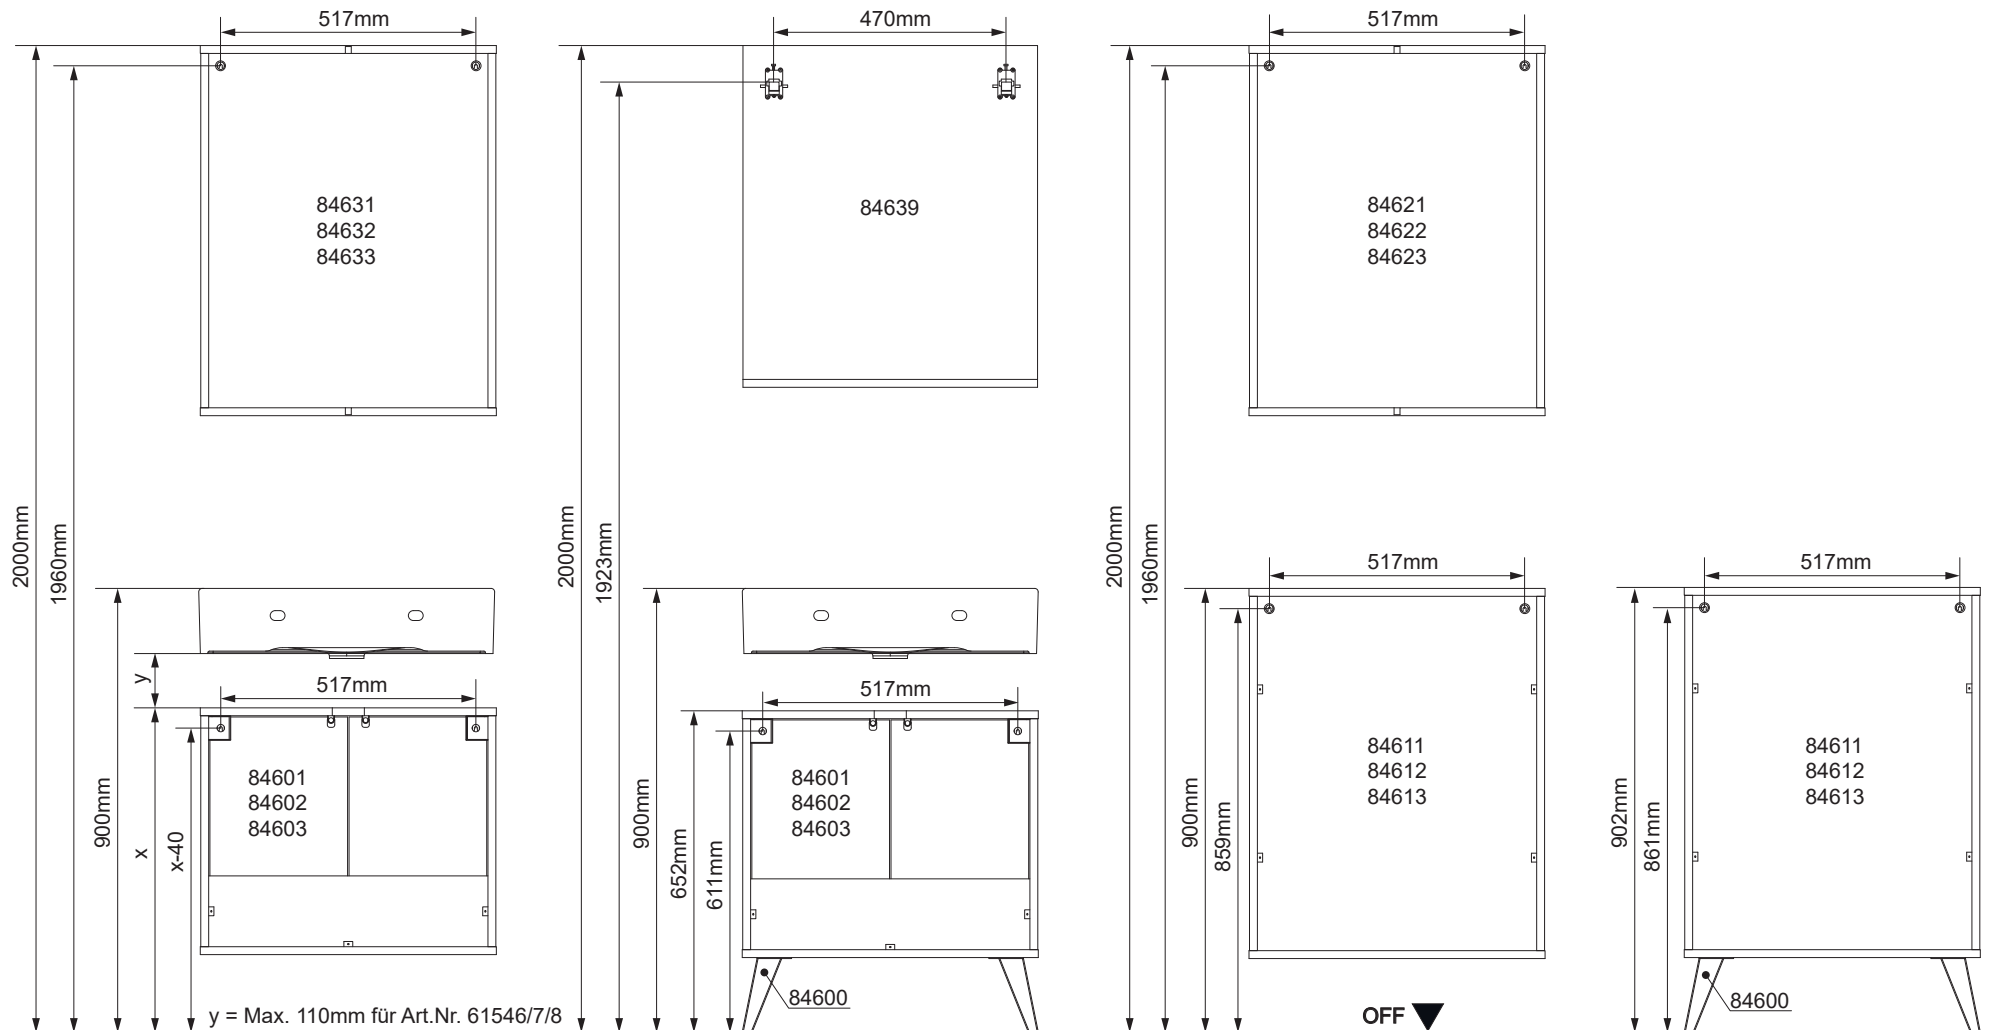 517mm
470mm
517mm
84631
84632
84633
84639
84621
84622
84623
2000mm
1960mm
2000mm
1923mm
2000mm
1960mm
517mm
517mm
y
517mm
517mm
900mm
x
x-40
84601
84602
84603
900mm
652mm
611mm
84601
84602
84603
900mm
859mm
84611
84612
84613
902mm
861mm
84611
84612
84613
84600
84600
y = Max. 110mm für Art.Nr. 61546/7/8
OFF